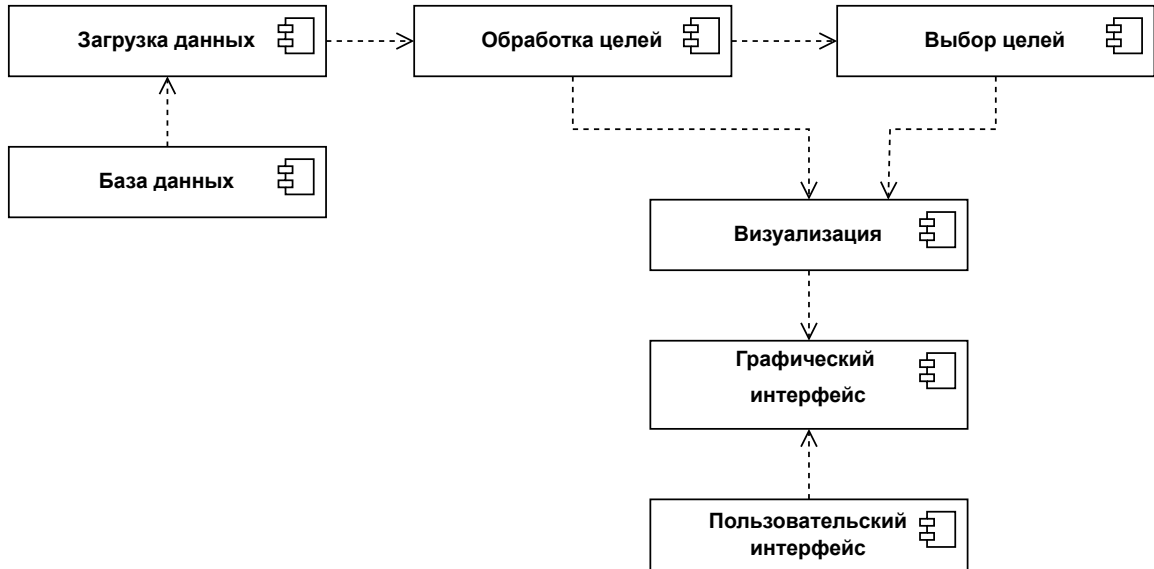 Загрузка данных
Обработка целей
Выбор целей
База данных
Визуализация
Графический
интерфейс
Пользовательский
интерфейс